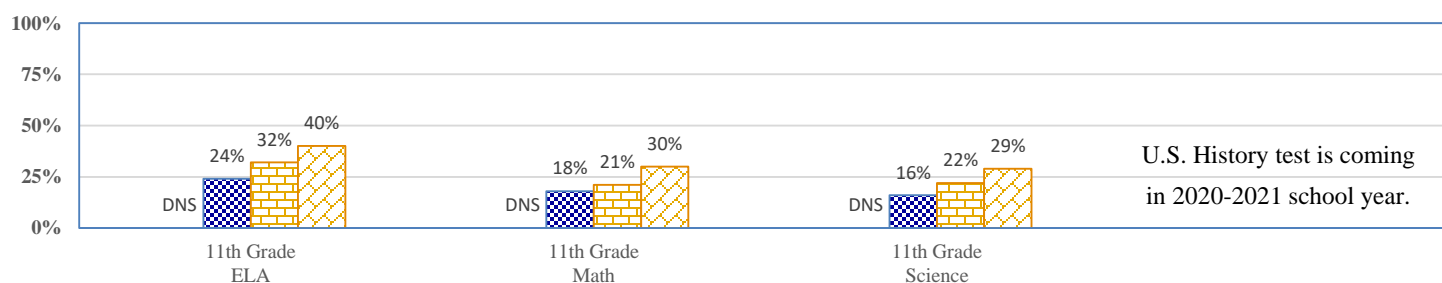 100%
75%
50%
25%
0%
DNS
24%
32%
40%
DNS
18%
21%
30%
DNS
16%
22%
29%
11th Grade
ELA
11th Grade
Math
11th Grade
Science
U.S. History test is coming
in 2020-2021 school year.